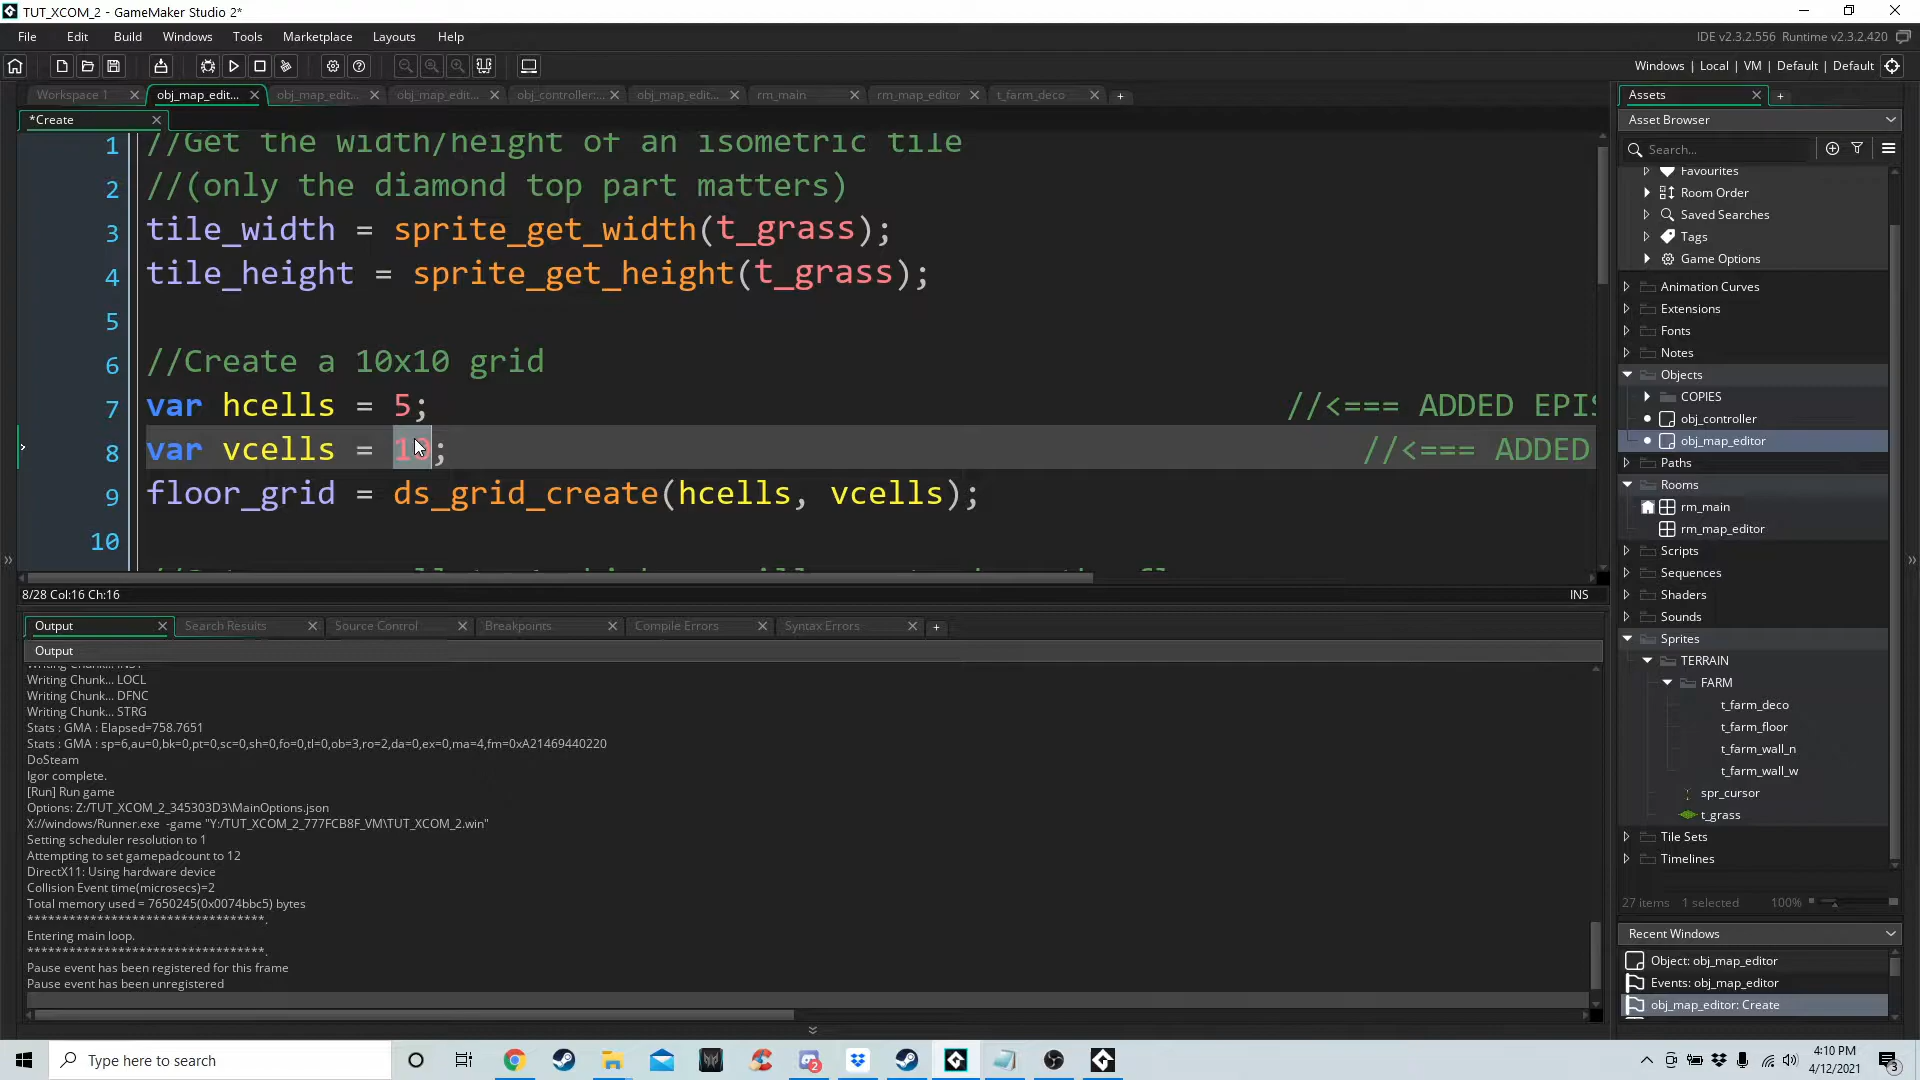 TUT_XCOM_2 - GameMaker Studio 2*
File Edit Build Windows Tools Marketplace Layouts Help
IDE v2.3.2.556 Runtime v2.3.2.420
Windows | Local | VM | Default | Default
Workspace 1 obj_map_edit... obj_map_edit... obj_map_edit... obj_controller:... obj_map_edit... rm_main rm_map_editor t_farm_deco
*Create
1 //Get the width/height of an isometric tile
2 //(only the diamond top part matters)
3 tile_width = sprite_get_width(t_grass);
4 tile_height = sprite_get_height(t_grass);
5
6 //Create a 10x10 grid
7 var hcells = 5; //<=== ADDED EPIS
8 var vcells = 10; //<=== ADDED
9 floor_grid = ds_grid_create(hcells, vcells);
10
8/28 Col:16 Ch:16 INS
Output Search Results Source Control Breakpoints Compile Errors Syntax Errors
Output
Writing Chunk... INST
Writing Chunk... LOCL
Writing Chunk... DFNC
Writing Chunk... STRG
Stats : GMA : Elapsed=758.7651
Stats : GMA : sp=6,au=0,bk=0,pt=0,sc=0,sh=0,fo=0,tl=0,ob=3,ro=2,da=0,ex=0,ma=4,fm=0xA21469440220
DoSteam
Igor complete.
[Run] Run game
Options: Z:/TUT_XCOM_2_345303D3\MainOptions.json
X://windows/Runner.exe -game "Y:/TUT_XCOM_2_777FCB8F_VM\TUT_XCOM_2.win"
Setting scheduler resolution to 1
Attempting to set gamepadcount to 12
DirectX11: Using hardware device
Collision Event time(microsecs)=2
Total memory used = 7650245(0x0074bbc5) bytes
**********************************.
Entering main loop.
**********************************.
Pause event has been registered for this frame
Pause event has been unregistered
Assets
Asset Browser
Search...
Favourites
Room Order
Saved Searches
Tags
Game Options
Animation Curves
Extensions
Fonts
Notes
Objects
COPIES
obj_controller
obj_map_editor
Paths
Rooms
rm_main
rm_map_editor
Scripts
Sequences
Shaders
Sounds
Sprites
TERRAIN
FARM
t_farm_deco
t_farm_floor
t_farm_wall_n
t_farm_wall_w
spr_cursor
t_grass
Tile Sets
Timelines
27 items 1 selected 100%
Recent Windows
Object: obj_map_editor
Events: obj_map_editor
obj_map_editor: Create
Type here to search
2
4:10 PM
4/12/2021
3